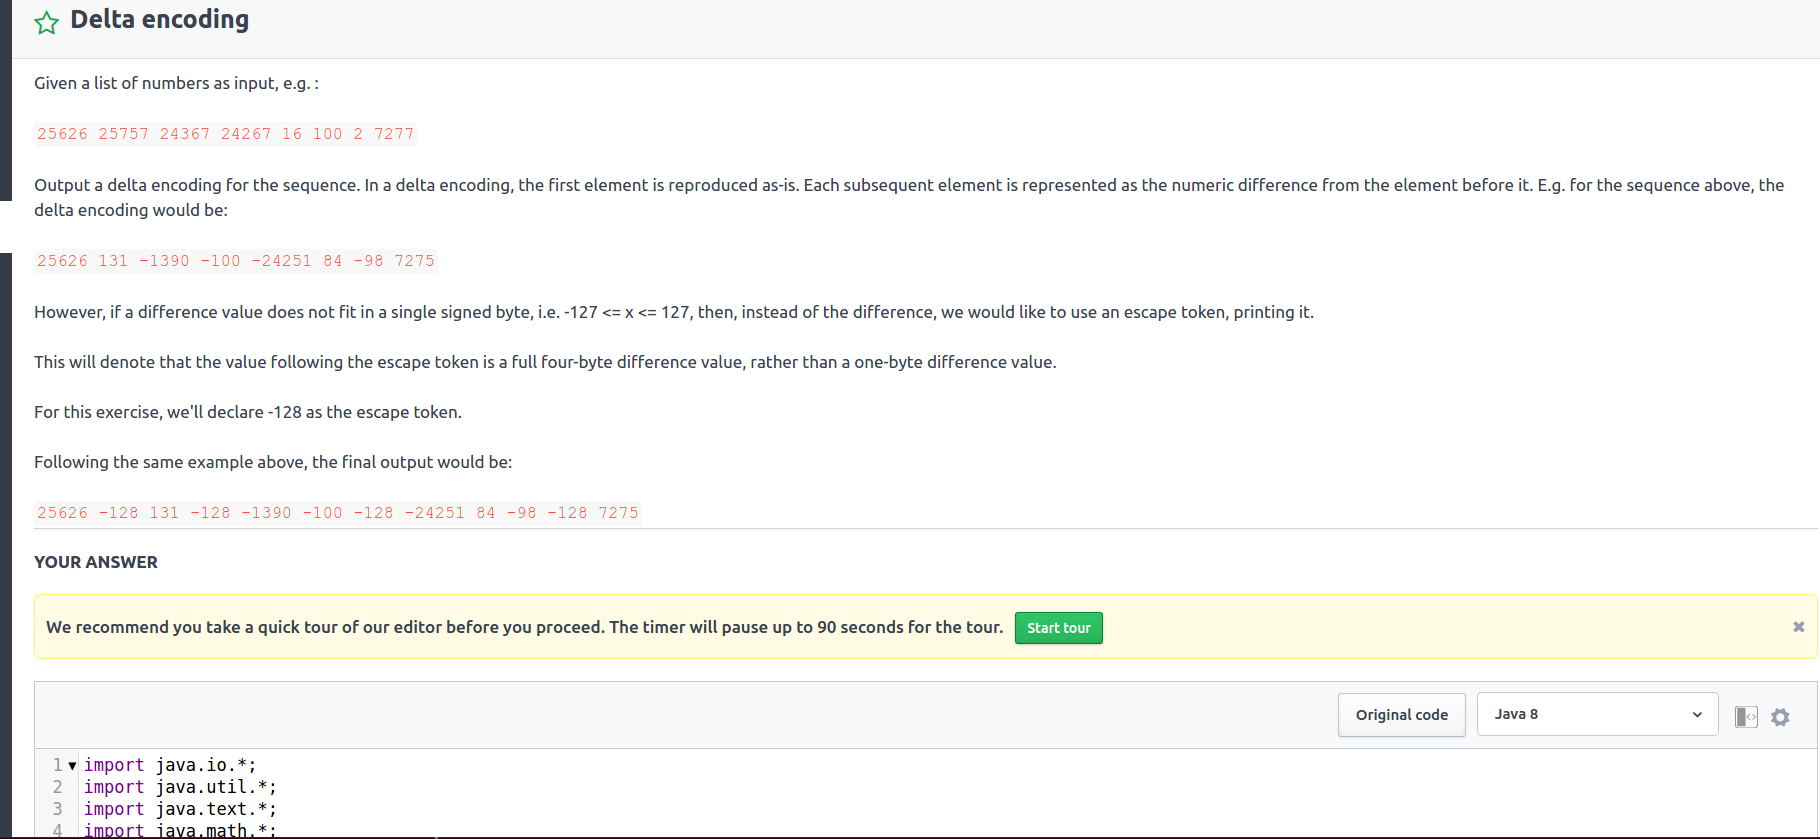 Delta encoding
Given a list of numbers as input, e.g. :
25626 25757 24367 24267 16 100 2 7277
Output a delta encoding for the sequence. In a delta encoding, the first element is reproduced as-is. Each subsequent element is represented as the numeric difference from the element before it. E.g. for the sequence above, the
delta encoding would be:
25626 131 -1390 -100 -24251 84 -98 7275
However, if a difference value does not fit in a single signed byte, i.e. -127 <= x <= 127, then, instead of the difference, we would like to use an escape token, printing it.
This will denote that the value following the escape token is a full four-byte difference value, rather than a one-byte difference value.
For this exercise, we'll declare -128 as the escape token.
Following the same example above, the final output would be:
25626 -128 131 -128 -1390 -100 -128 -24251 84 -98 -128 7275
YOUR ANSWER
We recommend you take a quick tour of our editor before you proceed. The timer will pause up to 90 seconds for the tour. Start tour
Original code Java 8
1 import java.io.*;
2 import java.util.*;
3 import java.text.*;
4 import java.math.*;